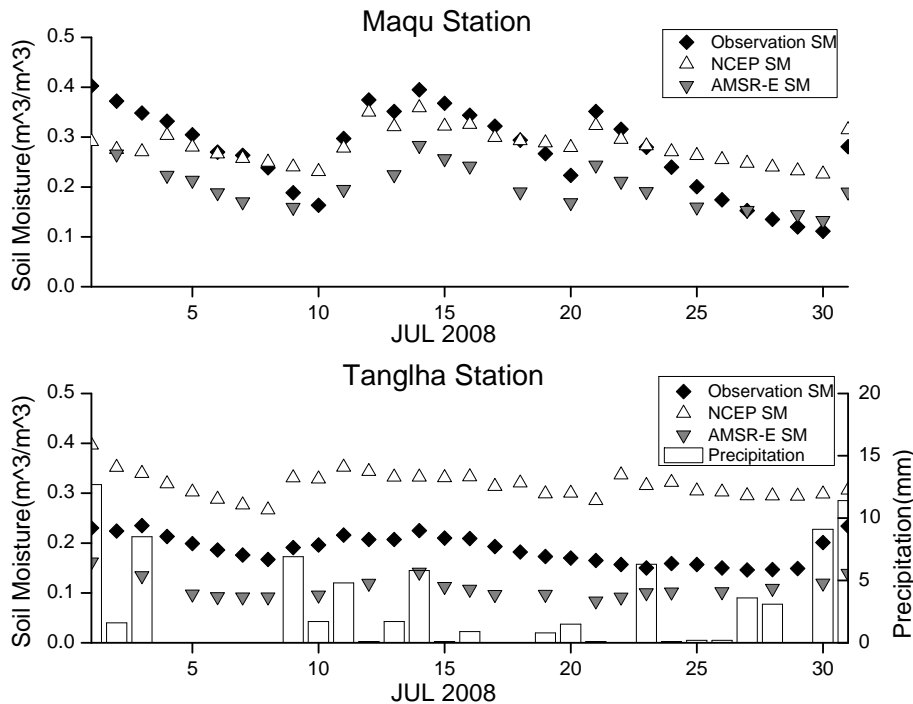 Maqu Station
Soil Moisture(m^3/m^3)
0.5
0.4
0.3
0.2
0.1
0.0
Observation SM
NCEP SM
AMSR-E SM
5 10 15 20 25 30
JUL 2008
Tanglha Station
Soil Moisture(m^3/m^3)
0.5
0.4
0.3
0.2
0.1
0.0
Observation SM
NCEP SM
AMSR-E SM
Precipitation
20
15
10
5
0
Precipitation(mm)
5 10 15 20 25 30
JUL 2008